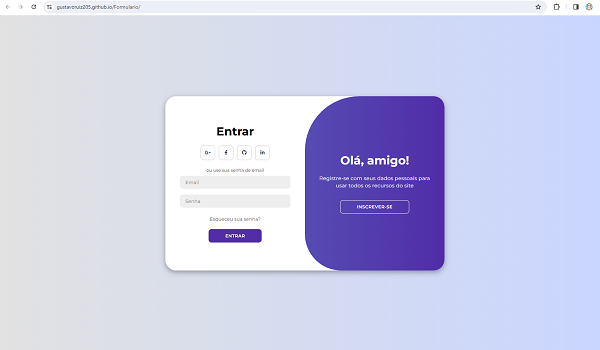 gustavoruiz205.github.io/Formulario/
Entrar
G+
f
in
ou use sua senha de email
Email
Senha
Esqueceu sua senha?
ENTRAR
Olá, amigo!
Registre-se com seus dados pessoais para
usar todos os recursos do site
INSCREVER-SE